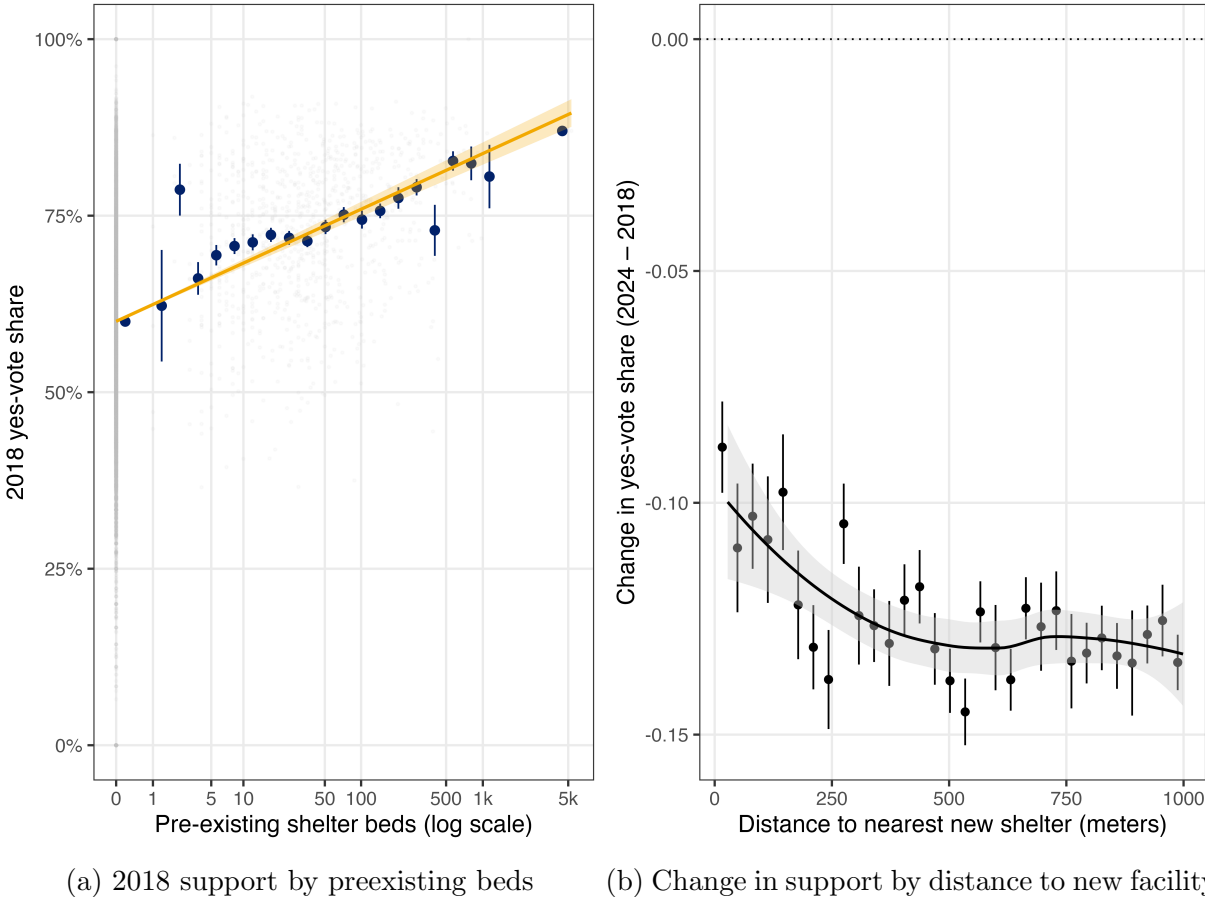 100%
75%
50%
25%
0%
2018 yes-vote share
0 1 5 10 50 100 500 1k 5k
Pre-existing shelter beds (log scale)
(a) 2018 support by preexisting beds
0.00
-0.05
-0.10
-0.15
Change in yes-vote share (2024 – 2018)
0 250 500 750 1000
Distance to nearest new shelter (meters)
(b) Change in support by distance to new facility